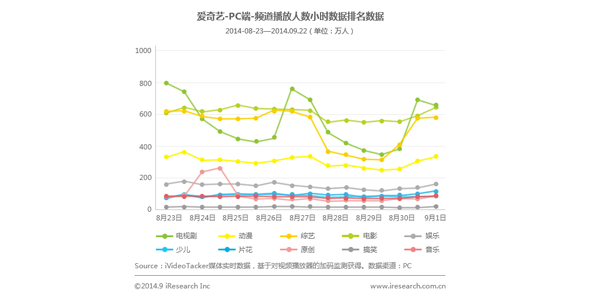 爱奇艺-PC端-频道播放人数小时数据排名数据
2014-08-23—2014.09.22（单位：万人）
1000
800
600
400
200
0
8月23日 8月24日 8月25日 8月26日 8月27日 8月28日 8月29日 8月30日 9月1日
电视剧 动漫 综艺 电影 娱乐
少儿 片花 原创 搞笑 音乐
Source：iVideoTacker媒体实时数据，基于对视频播放器的加码监测获得。数据渠道：PC
©2014.9 iResearch Inc www.iresearch.com.cn